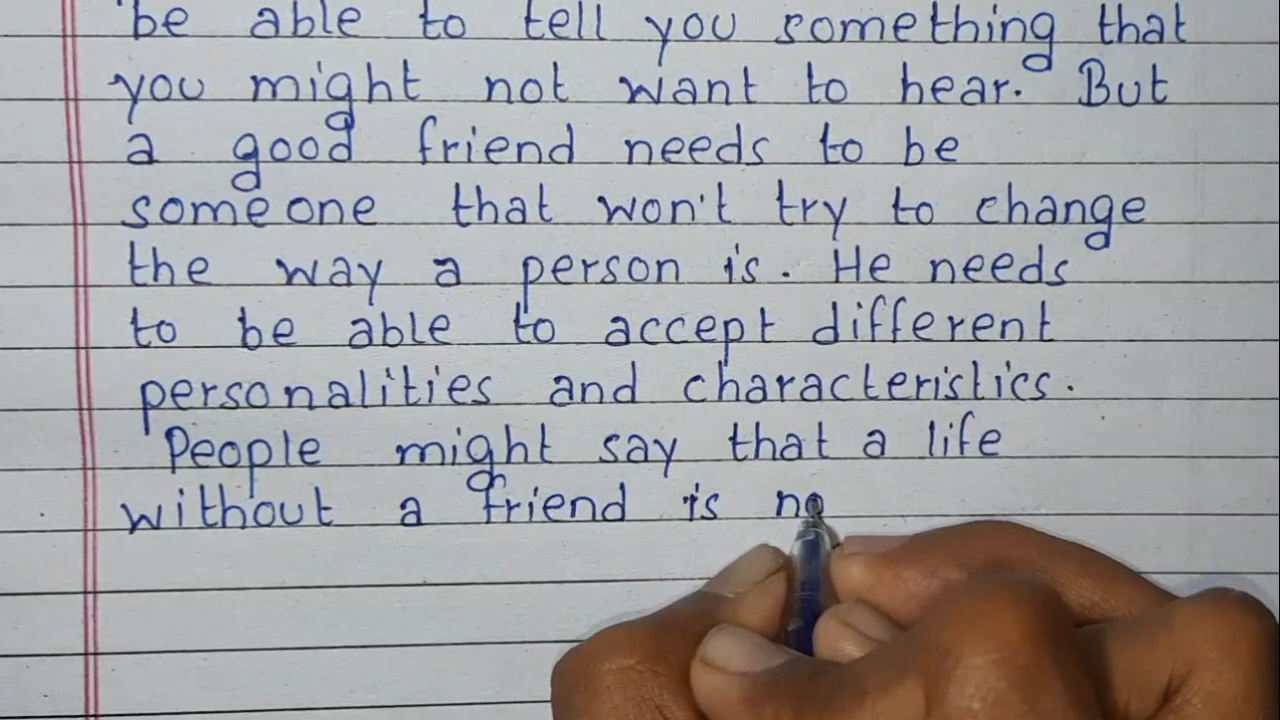 be able to tell you something that
you might not want to hear. But
a good friend needs to be
someone that won't try to change
the way a person is. He needs
to be able to accept different
personalities and characteristics.
People might say that a life
without a friend is no